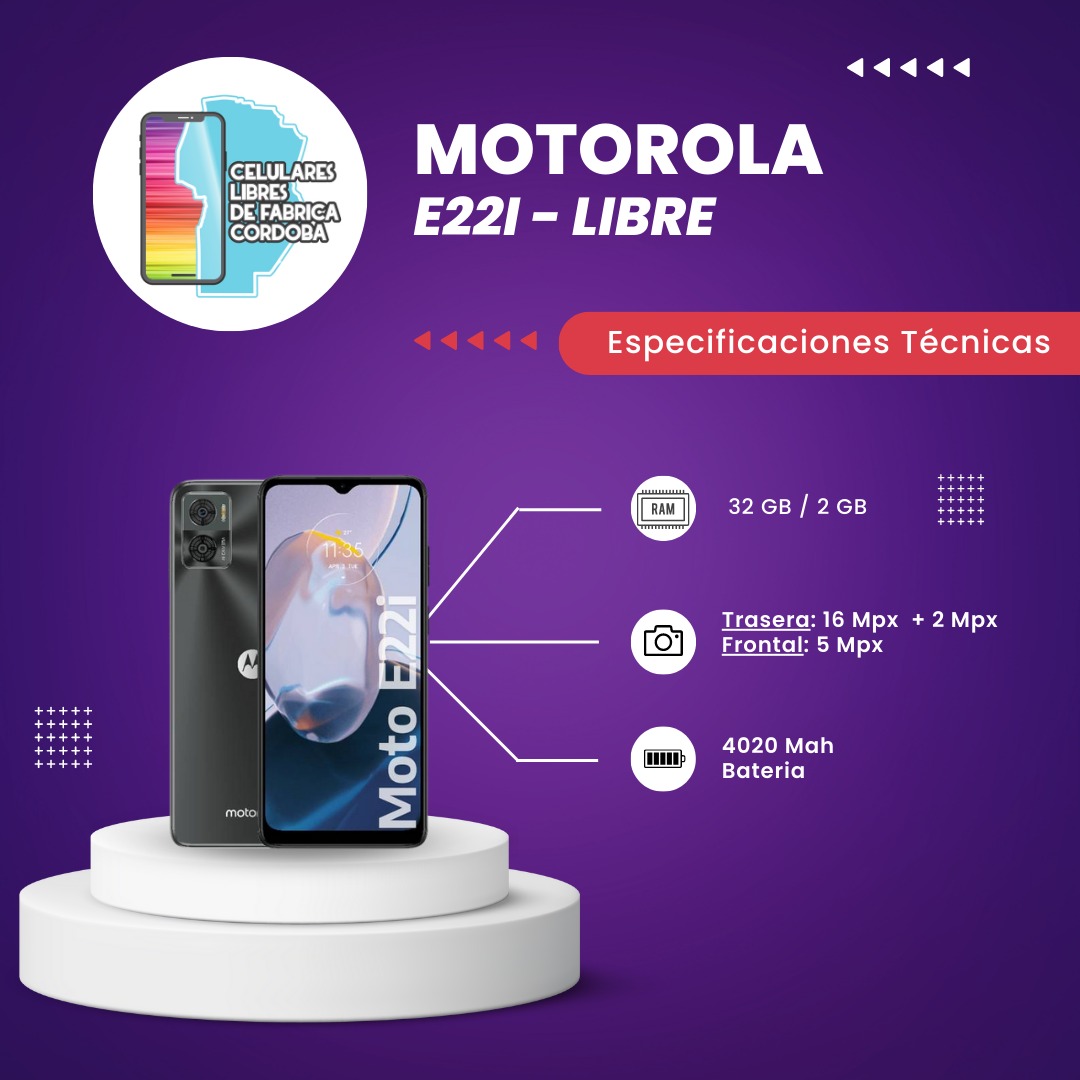 CELULARES
LIBRES
DE FABRICA
CORDOBA
MOTOROLA
E22I - LIBRE
Especificaciones Técnicas
11:35
Moto E22i
moto
RAM
32 GB / 2 GB
Trasera: 16 Mpx + 2 Mpx
Frontal: 5 Mpx
4020 Mah
Bateria